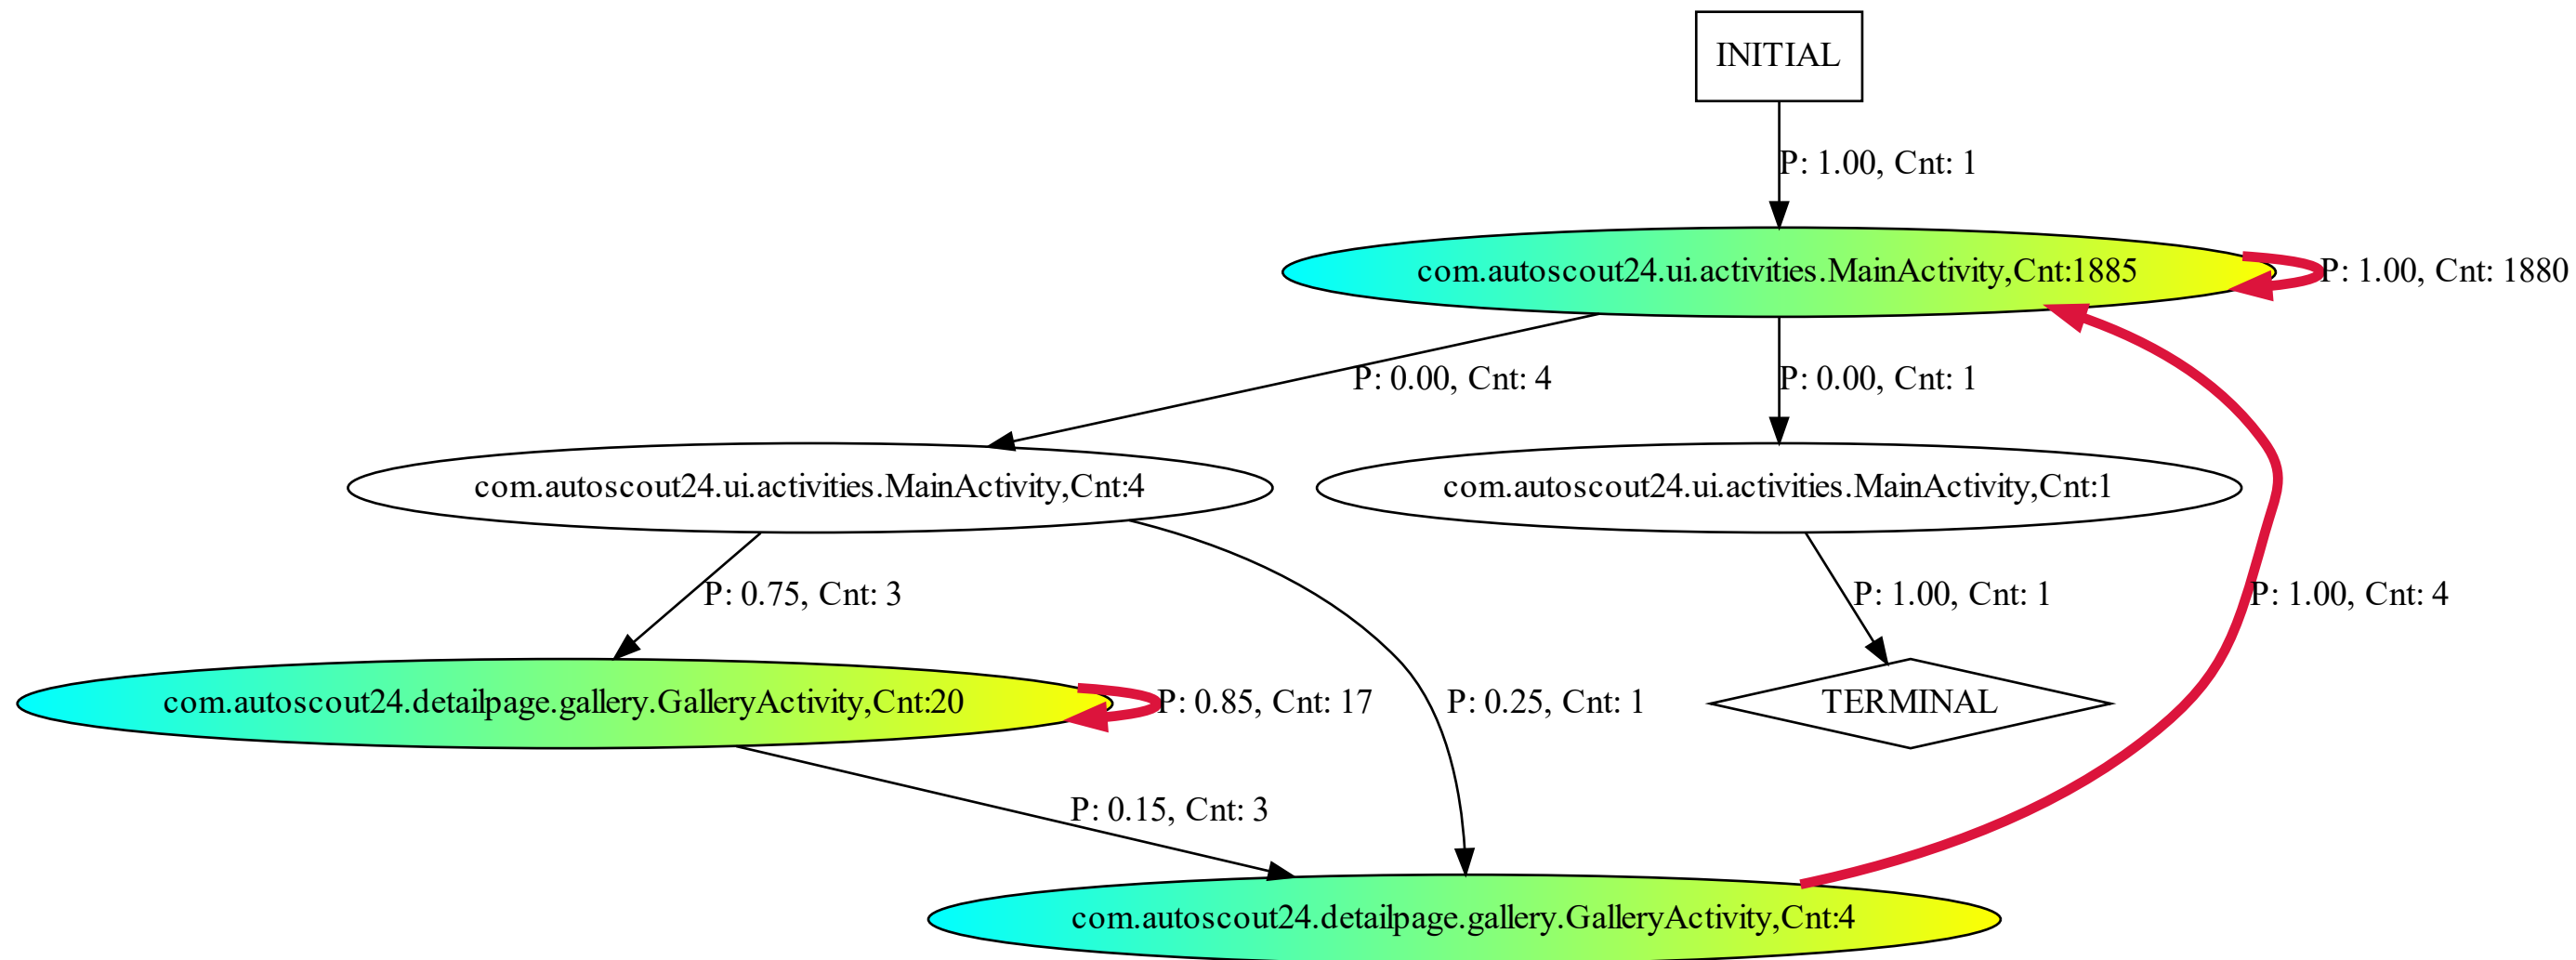 INITIAL
P: 1.00, Cnt: 1
com.autoscout24.ui.activities.MainActivity,Cnt:1885
P: 1.00, Cnt: 1880
P: 0.00, Cnt: 4
P: 0.00, Cnt: 1
com.autoscout24.ui.activities.MainActivity,Cnt:4
com.autoscout24.ui.activities.MainActivity,Cnt:1
P: 0.75, Cnt: 3
P: 1.00, Cnt: 1
P: 1.00, Cnt: 4
com.autoscout24.detailpage.gallery.GalleryActivity,Cnt:20
P: 0.85, Cnt: 17
P: 0.25, Cnt: 1
TERMINAL
P: 0.15, Cnt: 3
com.autoscout24.detailpage.gallery.GalleryActivity,Cnt:4